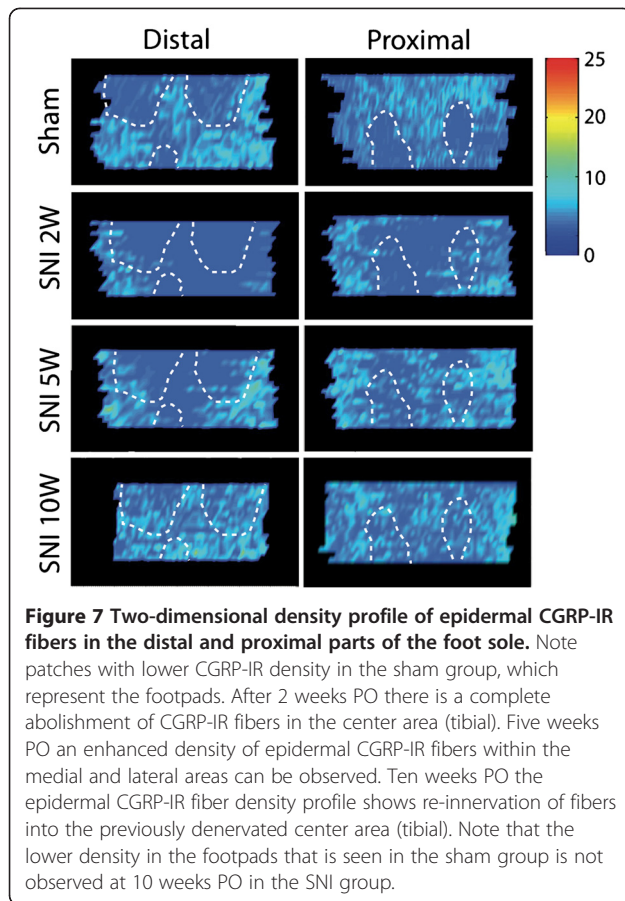 Distal
Proximal
Sham
SNI 2W
SNI 5W
SNI 10W
25
20
10
0
Figure 7 Two-dimensional density profile of epidermal CGRP-IR
fibers in the distal and proximal parts of the foot sole. Note
patches with lower CGRP-IR density in the sham group, which
represent the footpads. After 2 weeks PO there is a complete
abolishment of CGRP-IR fibers in the center area (tibial). Five weeks
PO an enhanced density of epidermal CGRP-IR fibers within the
medial and lateral areas can be observed. Ten weeks PO the
epidermal CGRP-IR fiber density profile shows re-innervation of fibers
into the previously denervated center area (tibial). Note that the
lower density in the footpads that is seen in the sham group is not
observed at 10 weeks PO in the SNI group.